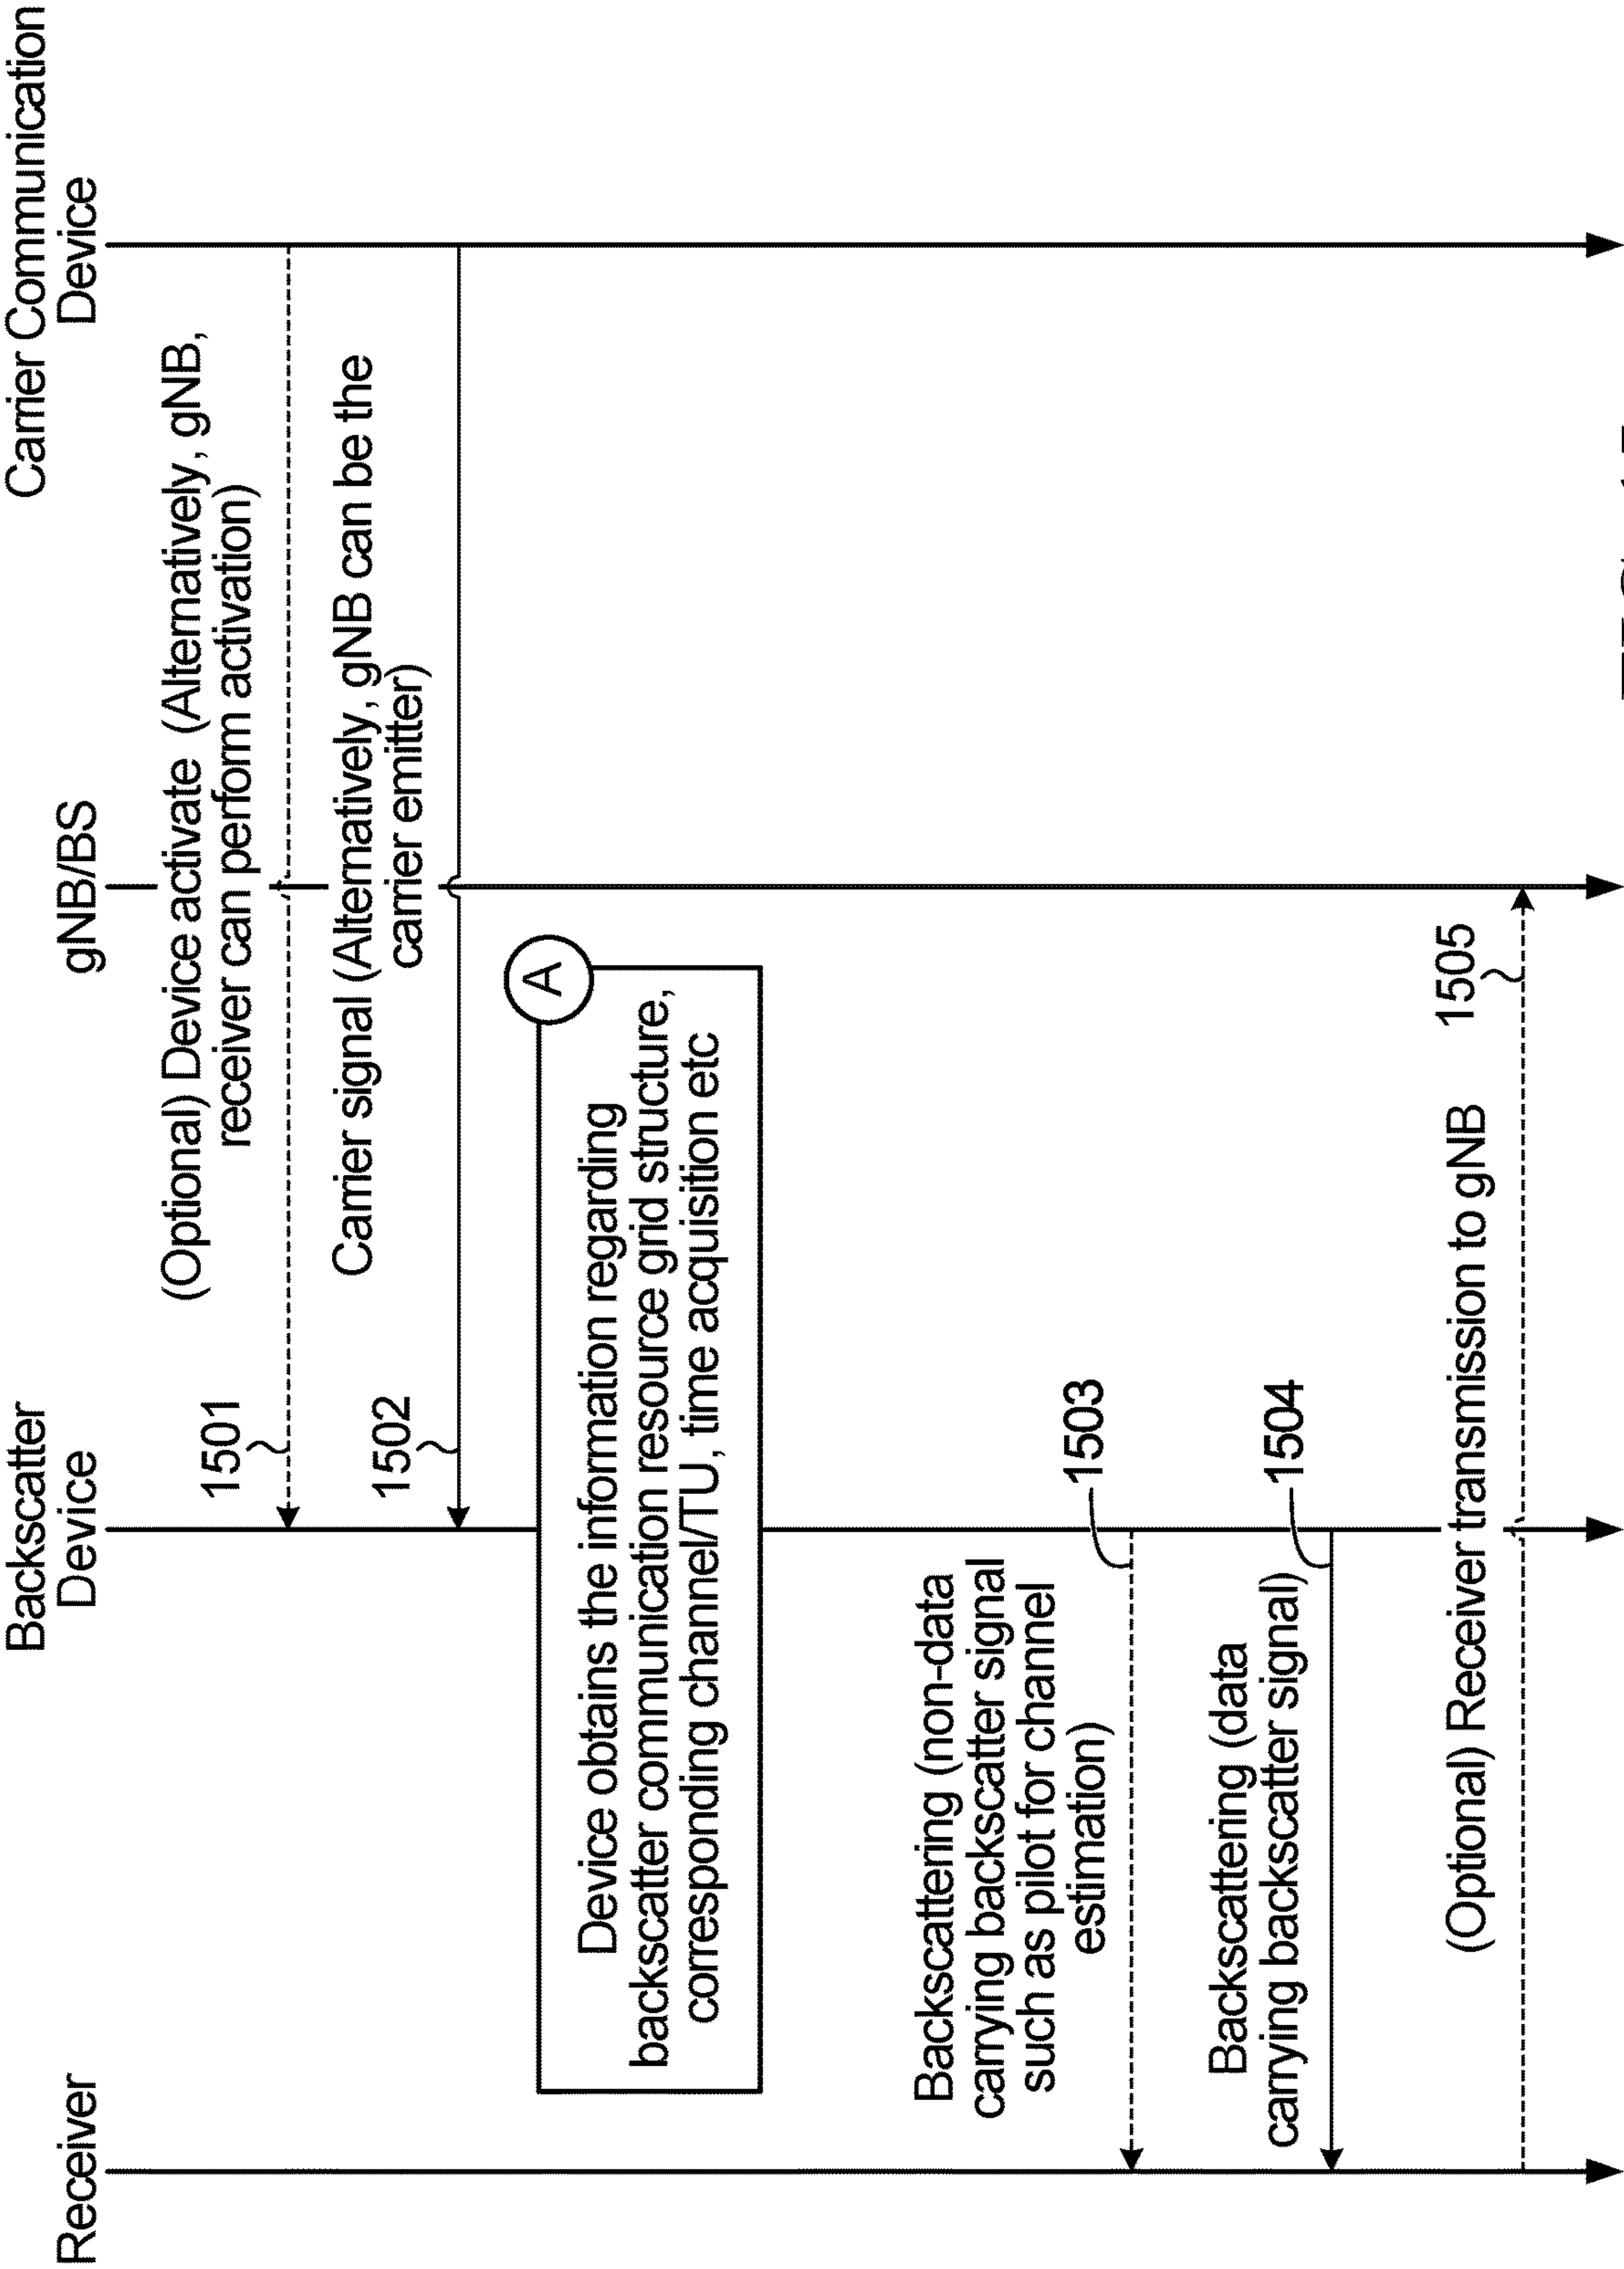 Receiver
Backscatter
Device
gNB/BS
Carrier Communication
Device
(Optional) Device activate (Alternatively, gNB,
receiver can perform activation)
1501
Carrier signal (Alternatively, gNB can be the
carrier emitter)
1502
A
Device obtains the information regarding
backscatter communication resource grid structure,
corresponding channel/TU, time acquisition etc
Backscattering (non-data
carrying backscatter signal
such as pilot for channel
estimation)
1503
Backscattering (data
carrying backscatter signal)
1504
(Optional) Receiver transmission to gNB
1505